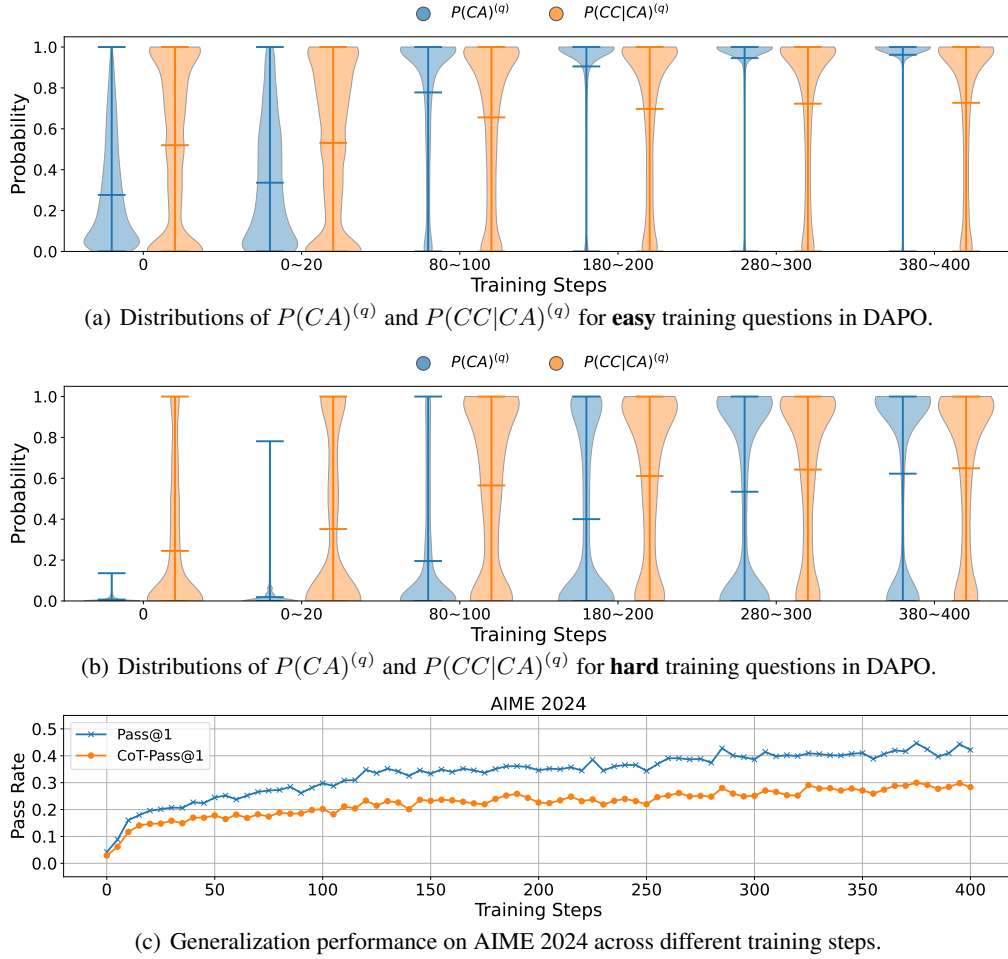 P(CA)^(q) P(CC|CA)^(q)
1.0
0.8
0.6
0.4
0.2
0.0
Probability
0 0~20 80~100 180~200 280~300 380~400
Training Steps
(a) Distributions of P(CA)^(q) and P(CC|CA)^(q) for easy training questions in DAPO.
P(CA)^(q) P(CC|CA)^(q)
1.0
0.8
0.6
0.4
0.2
0.0
Probability
0 0~20 80~100 180~200 280~300 380~400
Training Steps
(b) Distributions of P(CA)^(q) and P(CC|CA)^(q) for hard training questions in DAPO.
AIME 2024
Pass@1
CoT-Pass@1
0.5
0.4
0.3
0.2
0.1
0.0
Pass Rate
0 50 100 150 200 250 300 350 400
Training Steps
(c) Generalization performance on AIME 2024 across different training steps.